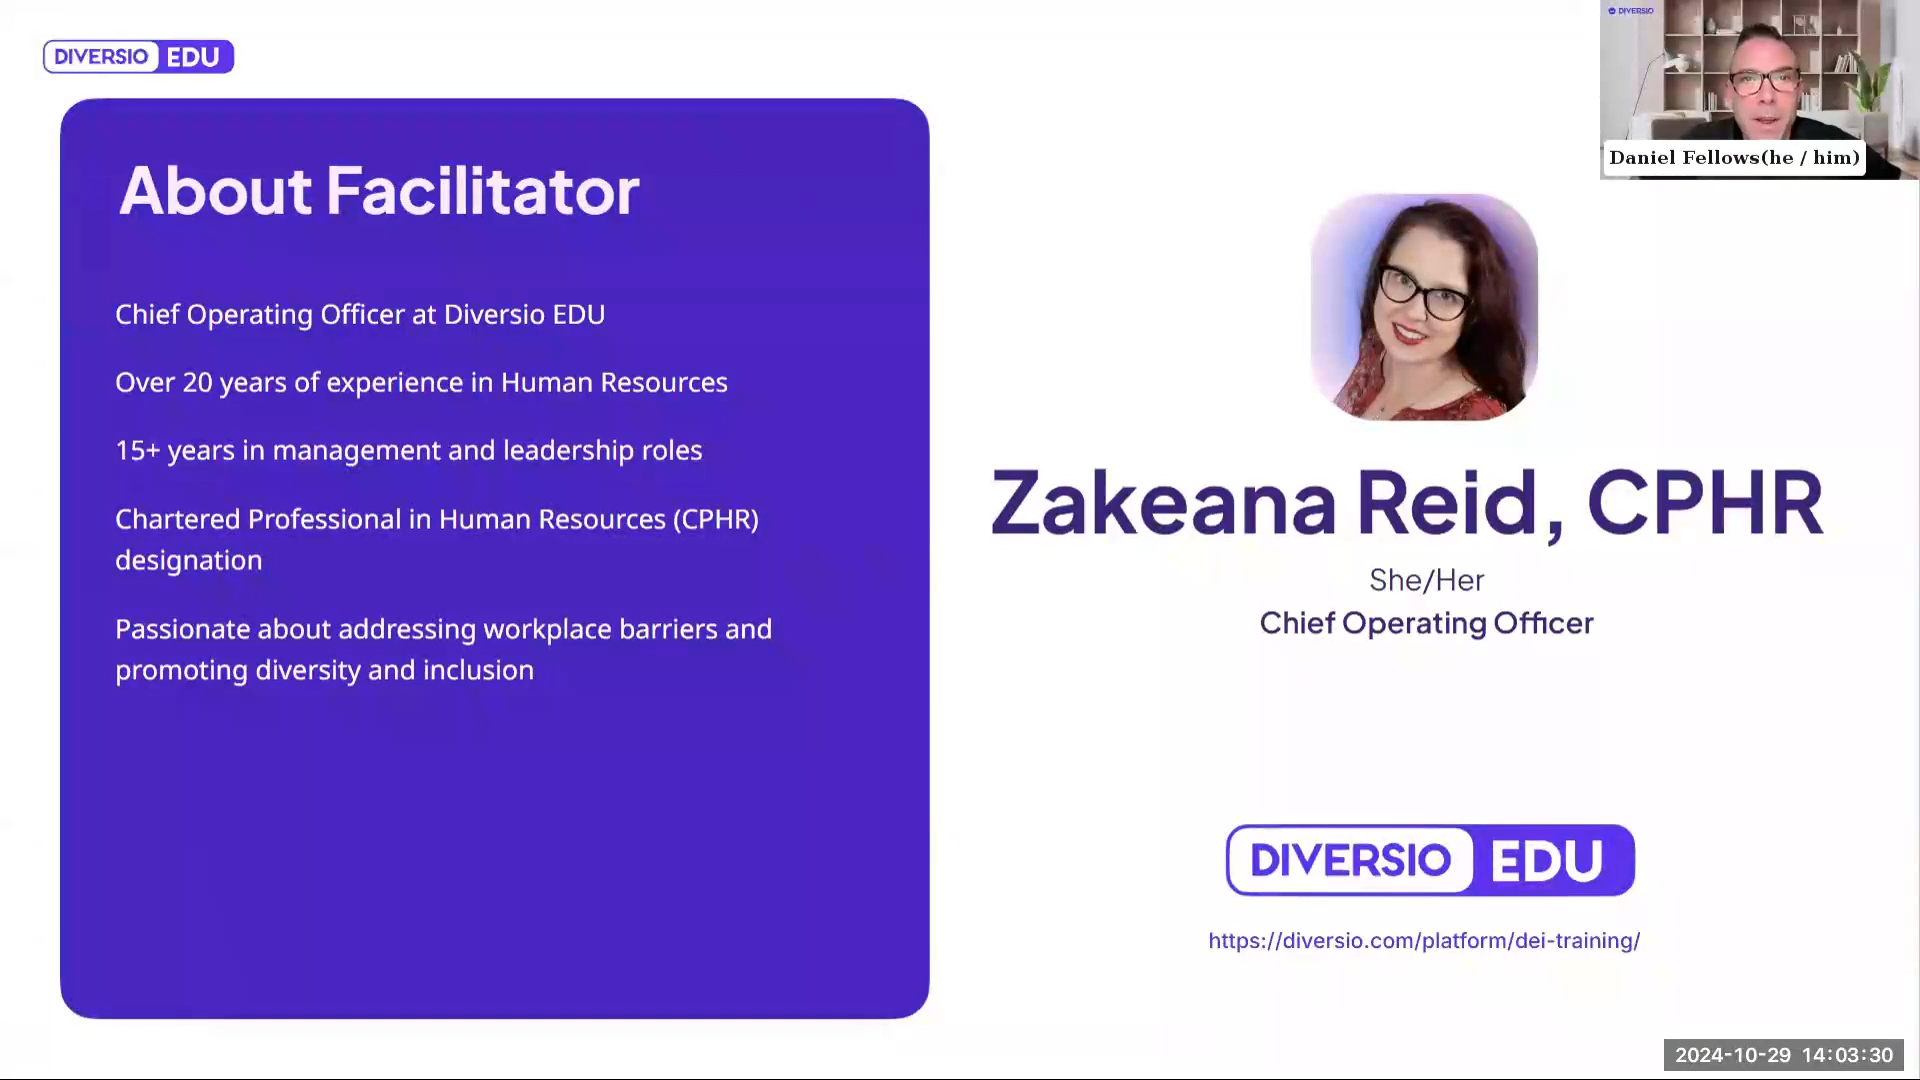 DIVERSIO EDU
DIVERSIO
Daniel Fellows(he / him)
About Facilitator
Chief Operating Officer at Diversio EDU
Over 20 years of experience in Human Resources
15+ years in management and leadership roles
Chartered Professional in Human Resources (CPHR)
designation
Passionate about addressing workplace barriers and
promoting diversity and inclusion
Zakeana Reid, CPHR
She/Her
Chief Operating Officer
DIVERSIO EDU
https://diversio.com/platform/dei-training/
2024-10-29 14:03:30